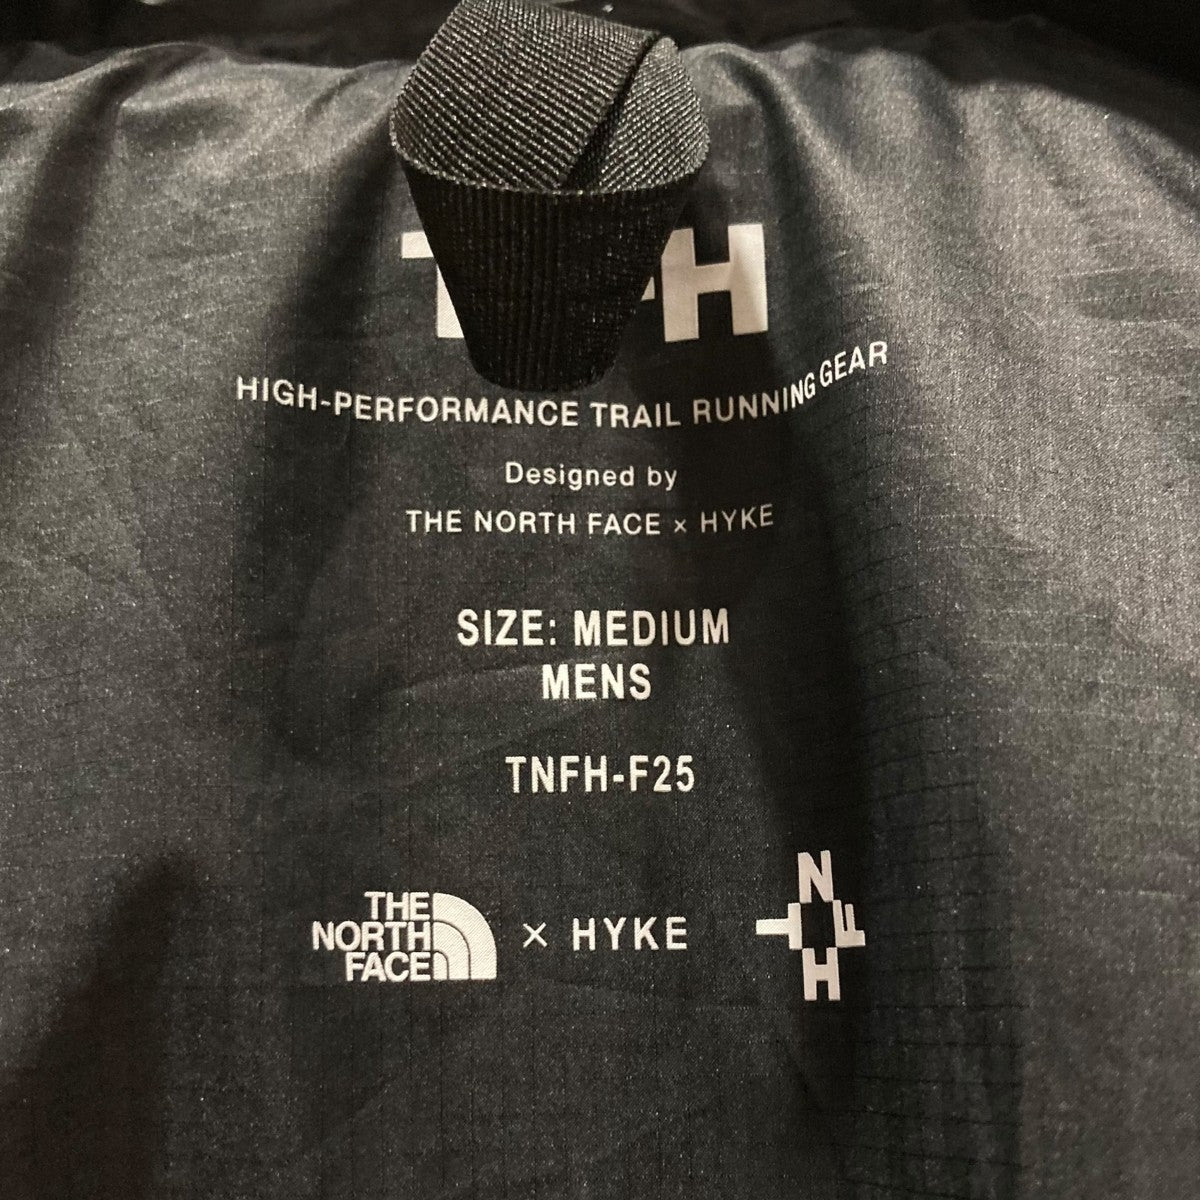 HIGH-PERFORMANCE TRAIL RUNNING GEAR
Designed by
THE NORTH FACE × HYKE
SIZE: MEDIUM
MENS
TNFH-F25
THE
NORTH
FACE
× HYKE
N
T F
H